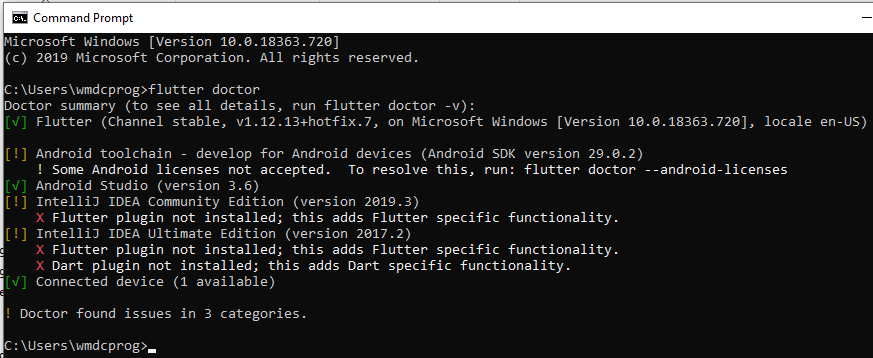 Command Prompt
Microsoft Windows [Version 10.0.18363.720]
(c) 2019 Microsoft Corporation. All rights reserved.
C:\Users\wmdcprog>flutter doctor
Doctor summary (to see all details, run flutter doctor -v):
[√] Flutter (Channel stable, v1.12.13+hotfix.7, on Microsoft Windows [Version 10.0.18363.720], locale en-US)
[!] Android toolchain - develop for Android devices (Android SDK version 29.0.2)
! Some Android licenses not accepted.  To resolve this, run: flutter doctor --android-licenses
[√] Android Studio (version 3.6)
[!] IntelliJ IDEA Community Edition (version 2019.3)
X Flutter plugin not installed; this adds Flutter specific functionality.
[!] IntelliJ IDEA Ultimate Edition (version 2017.2)
X Flutter plugin not installed; this adds Flutter specific functionality.
X Dart plugin not installed; this adds Dart specific functionality.
[√] Connected device (1 available)
! Doctor found issues in 3 categories.
C:\Users\wmdcprog>